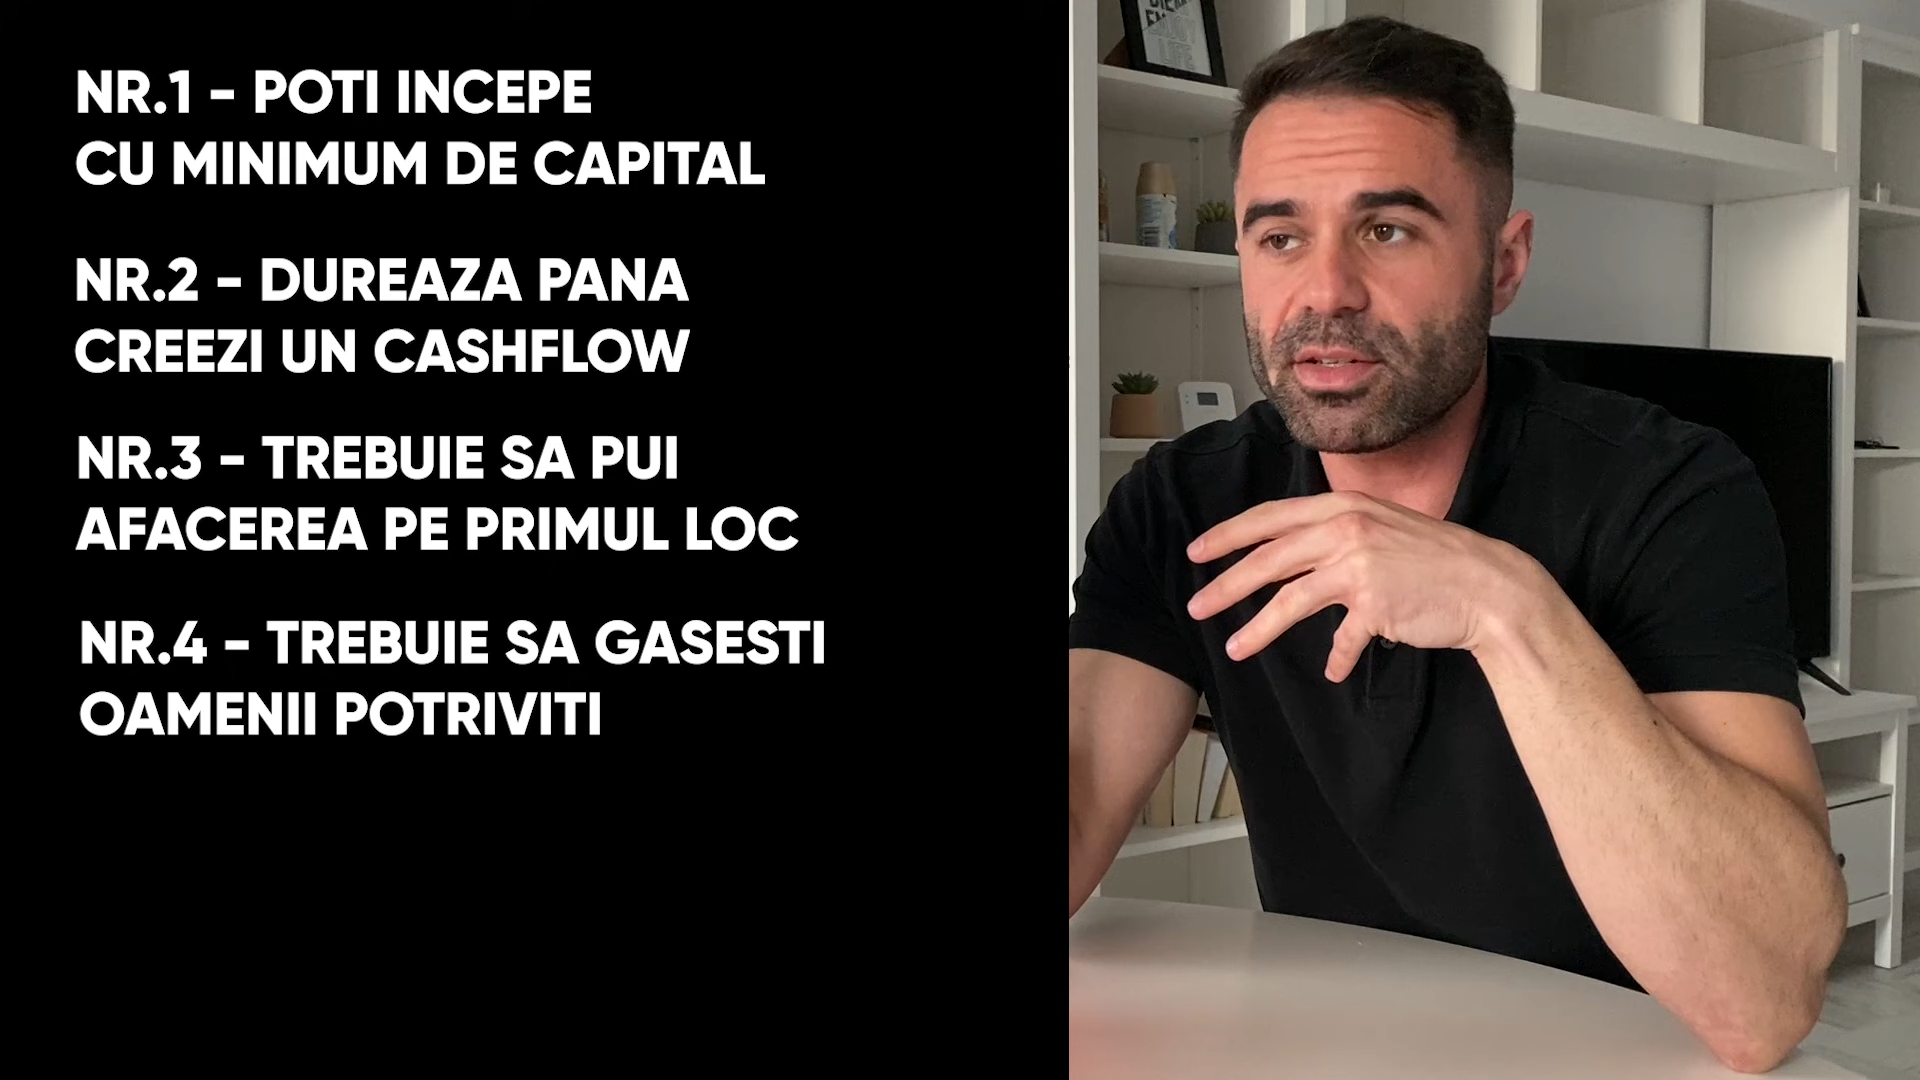 NR.1 - POTI INCEPE
CU MINIMUM DE CAPITAL
NR.2 - DUREAZA PANA
CREEZI UN CASHFLOW
NR.3 - TREBUIE SA PUI
AFACEREA PE PRIMUL LOC
NR.4 - TREBUIE SA GASESTI
OAMENII POTRIVITI